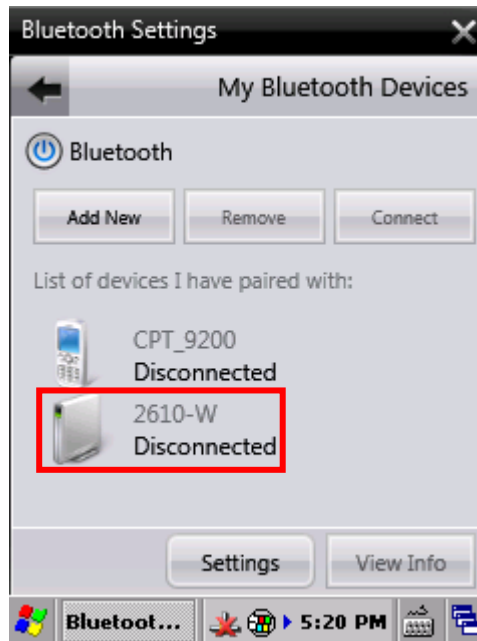 Bluetooth Settings
My Bluetooth Devices
Bluetooth
Add New Remove Connect
List of devices I have paired with:
CPT_9200
Disconnected
2610-W
Disconnected
Settings View Info
Bluetoot... 5:20 PM